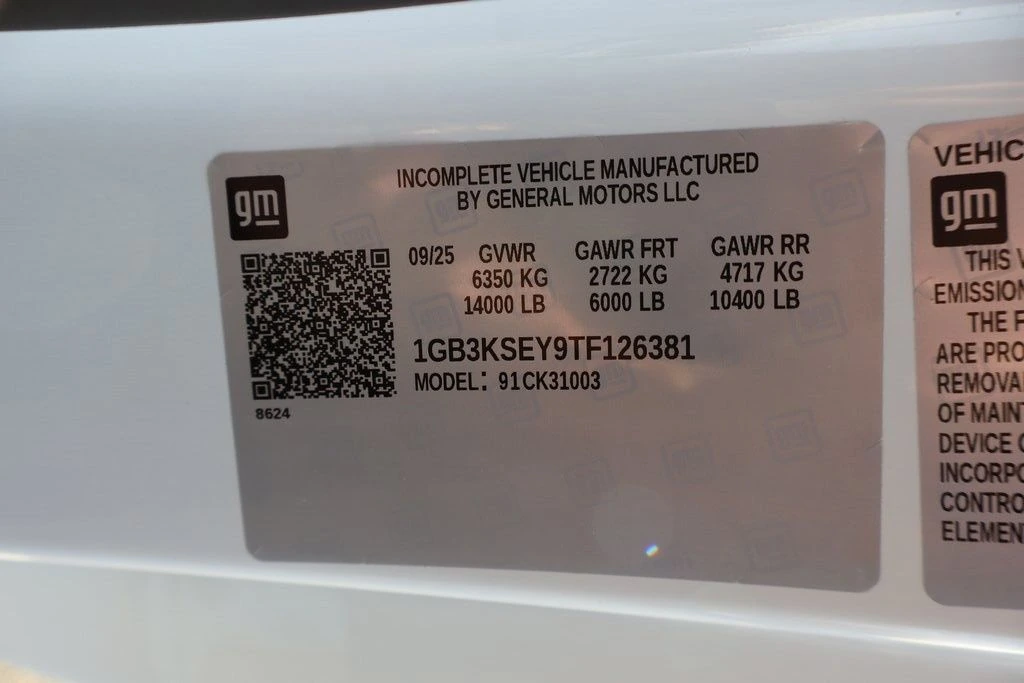 INCOMPLETE VEHICLE MANUFACTURED
BY GENERAL MOTORS LLC
gm
09/25 GVWR GAWR FRT GAWR RR
6350 KG 2722 KG 4717 KG
14000 LB 6000 LB 10400 LB
1GB3KSEY9TF126381
MODEL: 91CK31003
8624
VEHIC
gm
THIS V
EMISSION
THE F
ARE PRO
REMOVA
OF MAINT
DEVICE
INCORPO
CONTRO
ELEMEN